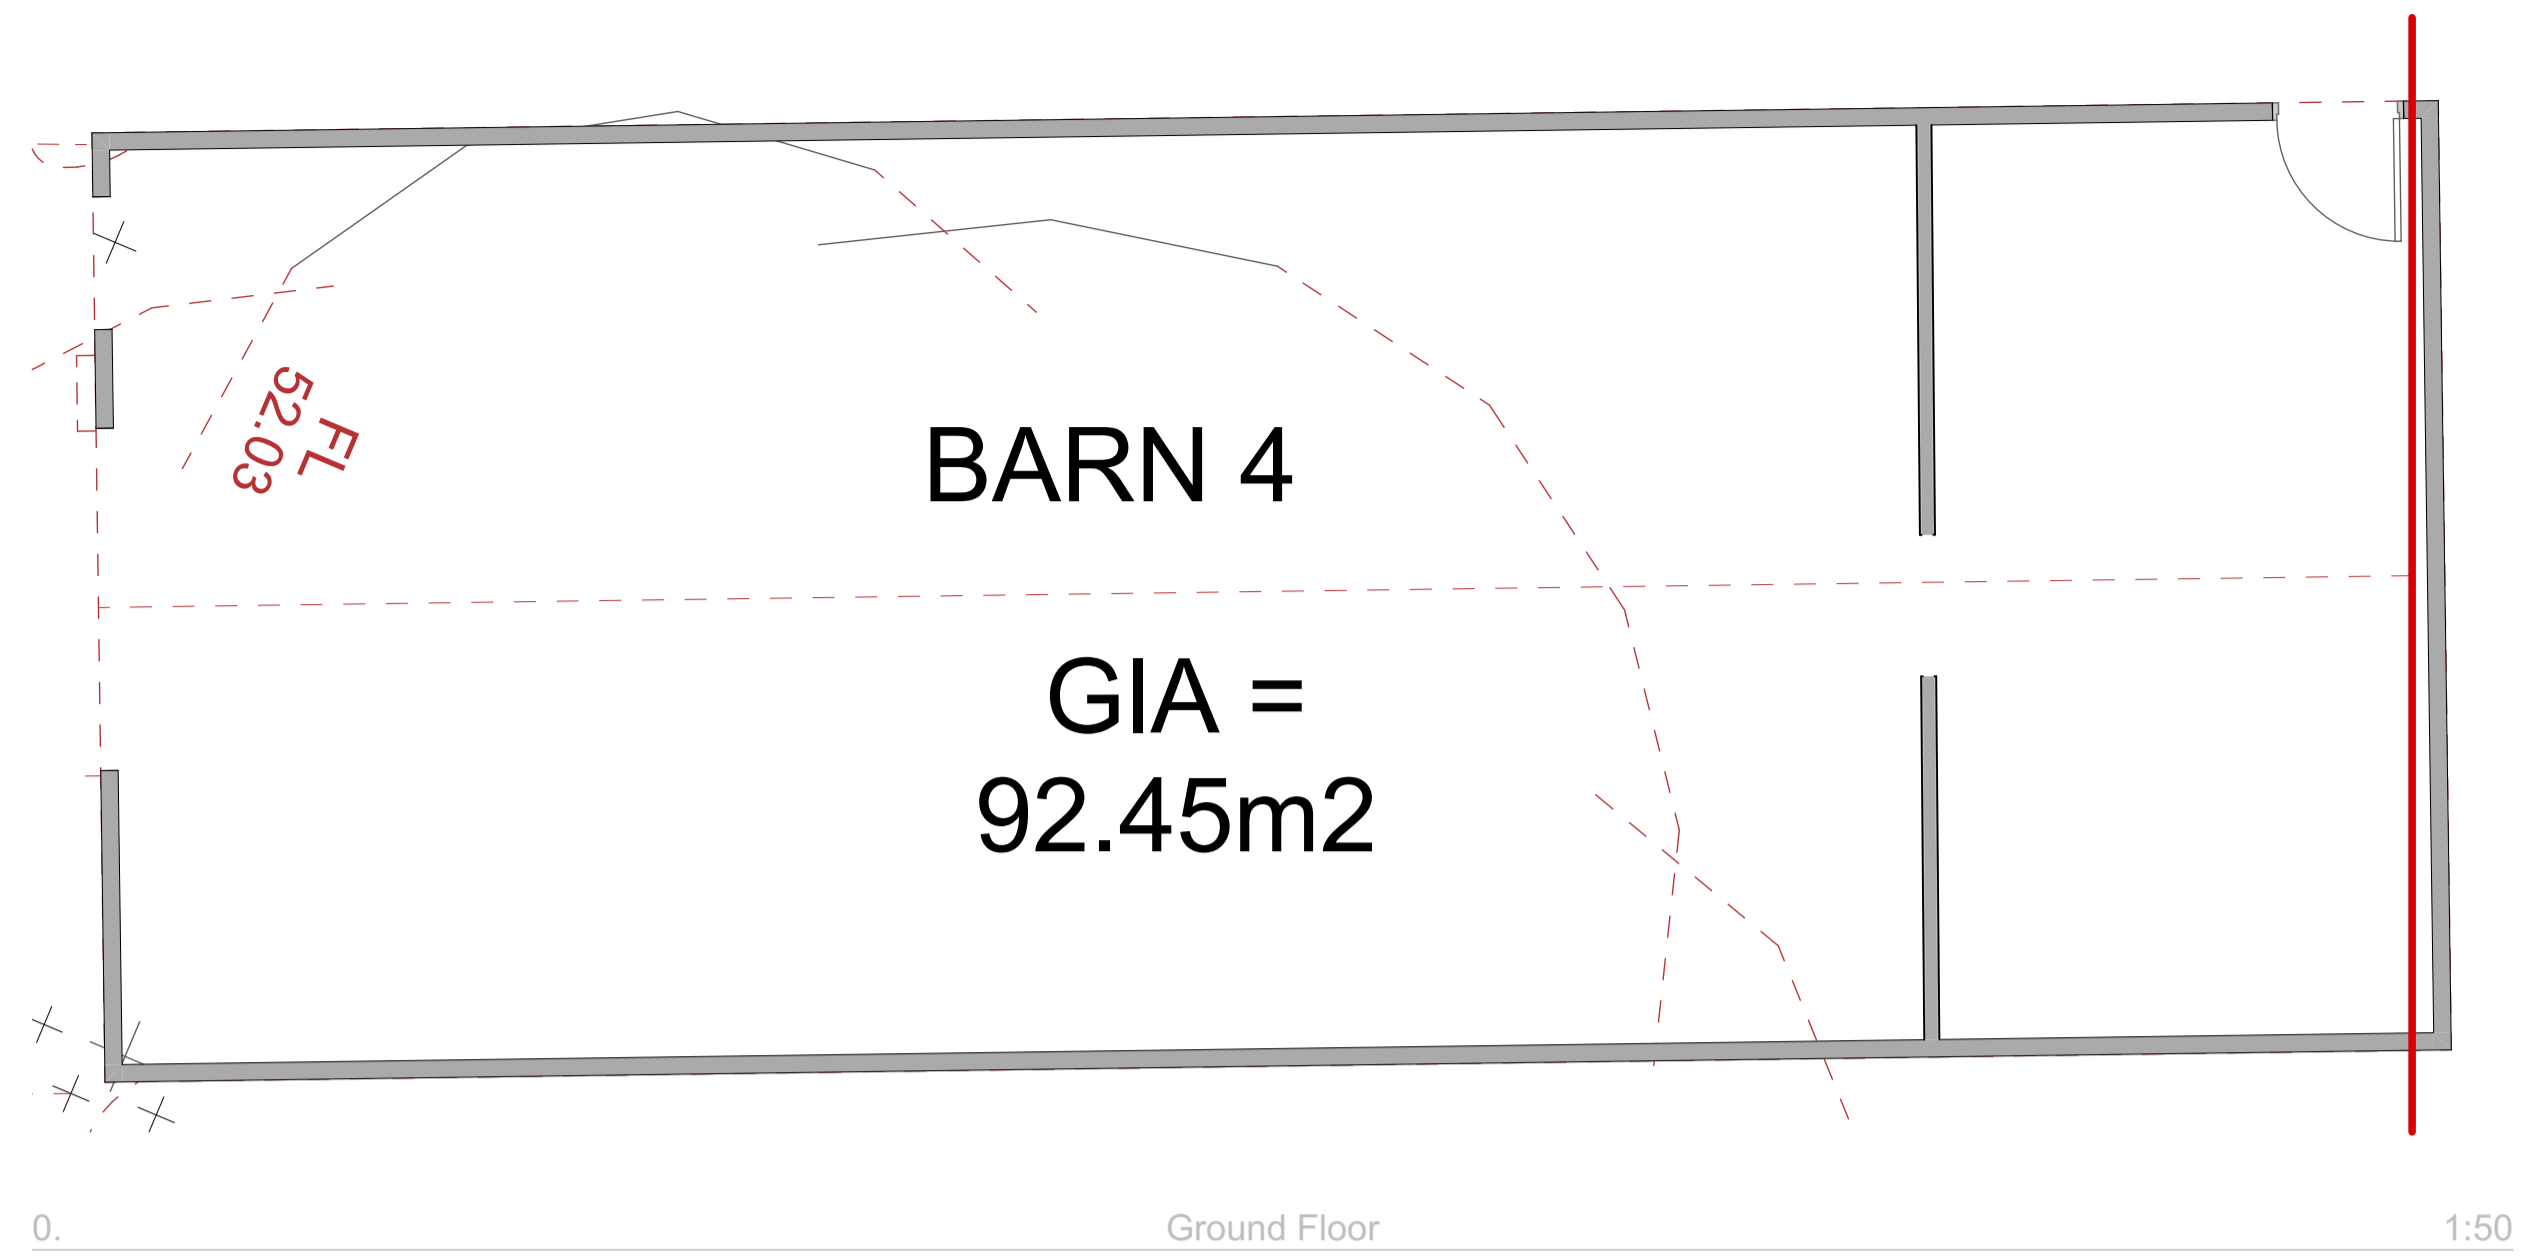 FL
52.03
BARN 4
GIA =
92.45m2
0.
Ground Floor
1:50